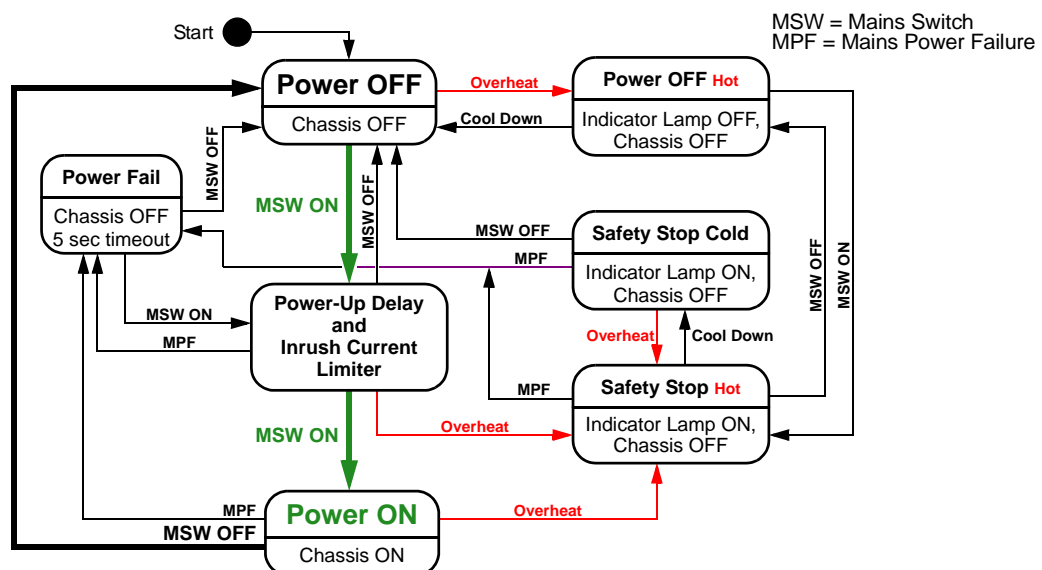 MSW = Mains Switch
MPF = Mains Power Failure
Start
Power OFF
Chassis OFF
Overheat
Cool Down
Power OFF Hot
Indicator Lamp OFF,
Chassis OFF
MSW OFF
Power Fail
Chassis OFF
5 sec timeout
MSW ON
MSW OFF
MSW OFF
MPF
Safety Stop Cold
Indicator Lamp ON,
Chassis OFF
MSW OFF
MSW ON
Power-Up Delay
and
Inrush Current
Limiter
MSW ON
MPF
Overheat
Cool Down
MPF
Safety Stop Hot
Indicator Lamp ON,
Chassis OFF
MSW ON
Overheat
MPF
MSW OFF
Power ON
Chassis ON
Overheat